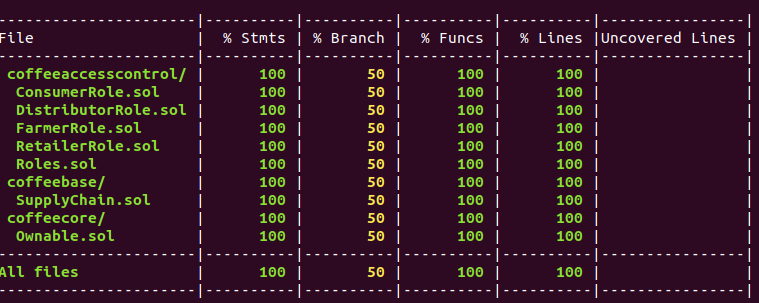 ---------------------|----------|----------|----------|----------|----------------|
File                 |  % Stmts | % Branch |  % Funcs |  % Lines |Uncovered Lines |
---------------------|----------|----------|----------|----------|----------------|
 coffeeaccesscontrol/ |      100 |       50 |      100 |      100 |                |
  ConsumerRole.sol    |      100 |       50 |      100 |      100 |                |
  DistributorRole.sol |      100 |       50 |      100 |      100 |                |
  FarmerRole.sol      |      100 |       50 |      100 |      100 |                |
  RetailerRole.sol    |      100 |       50 |      100 |      100 |                |
  Roles.sol           |      100 |       50 |      100 |      100 |                |
 coffeebase/          |      100 |       50 |      100 |      100 |                |
  SupplyChain.sol     |      100 |       50 |      100 |      100 |                |
 coffeecore/          |      100 |       50 |      100 |      100 |                |
  Ownable.sol         |      100 |       50 |      100 |      100 |                |
---------------------|----------|----------|----------|----------|----------------|
All files            |      100 |       50 |      100 |      100 |                |
---------------------|----------|----------|----------|----------|----------------|